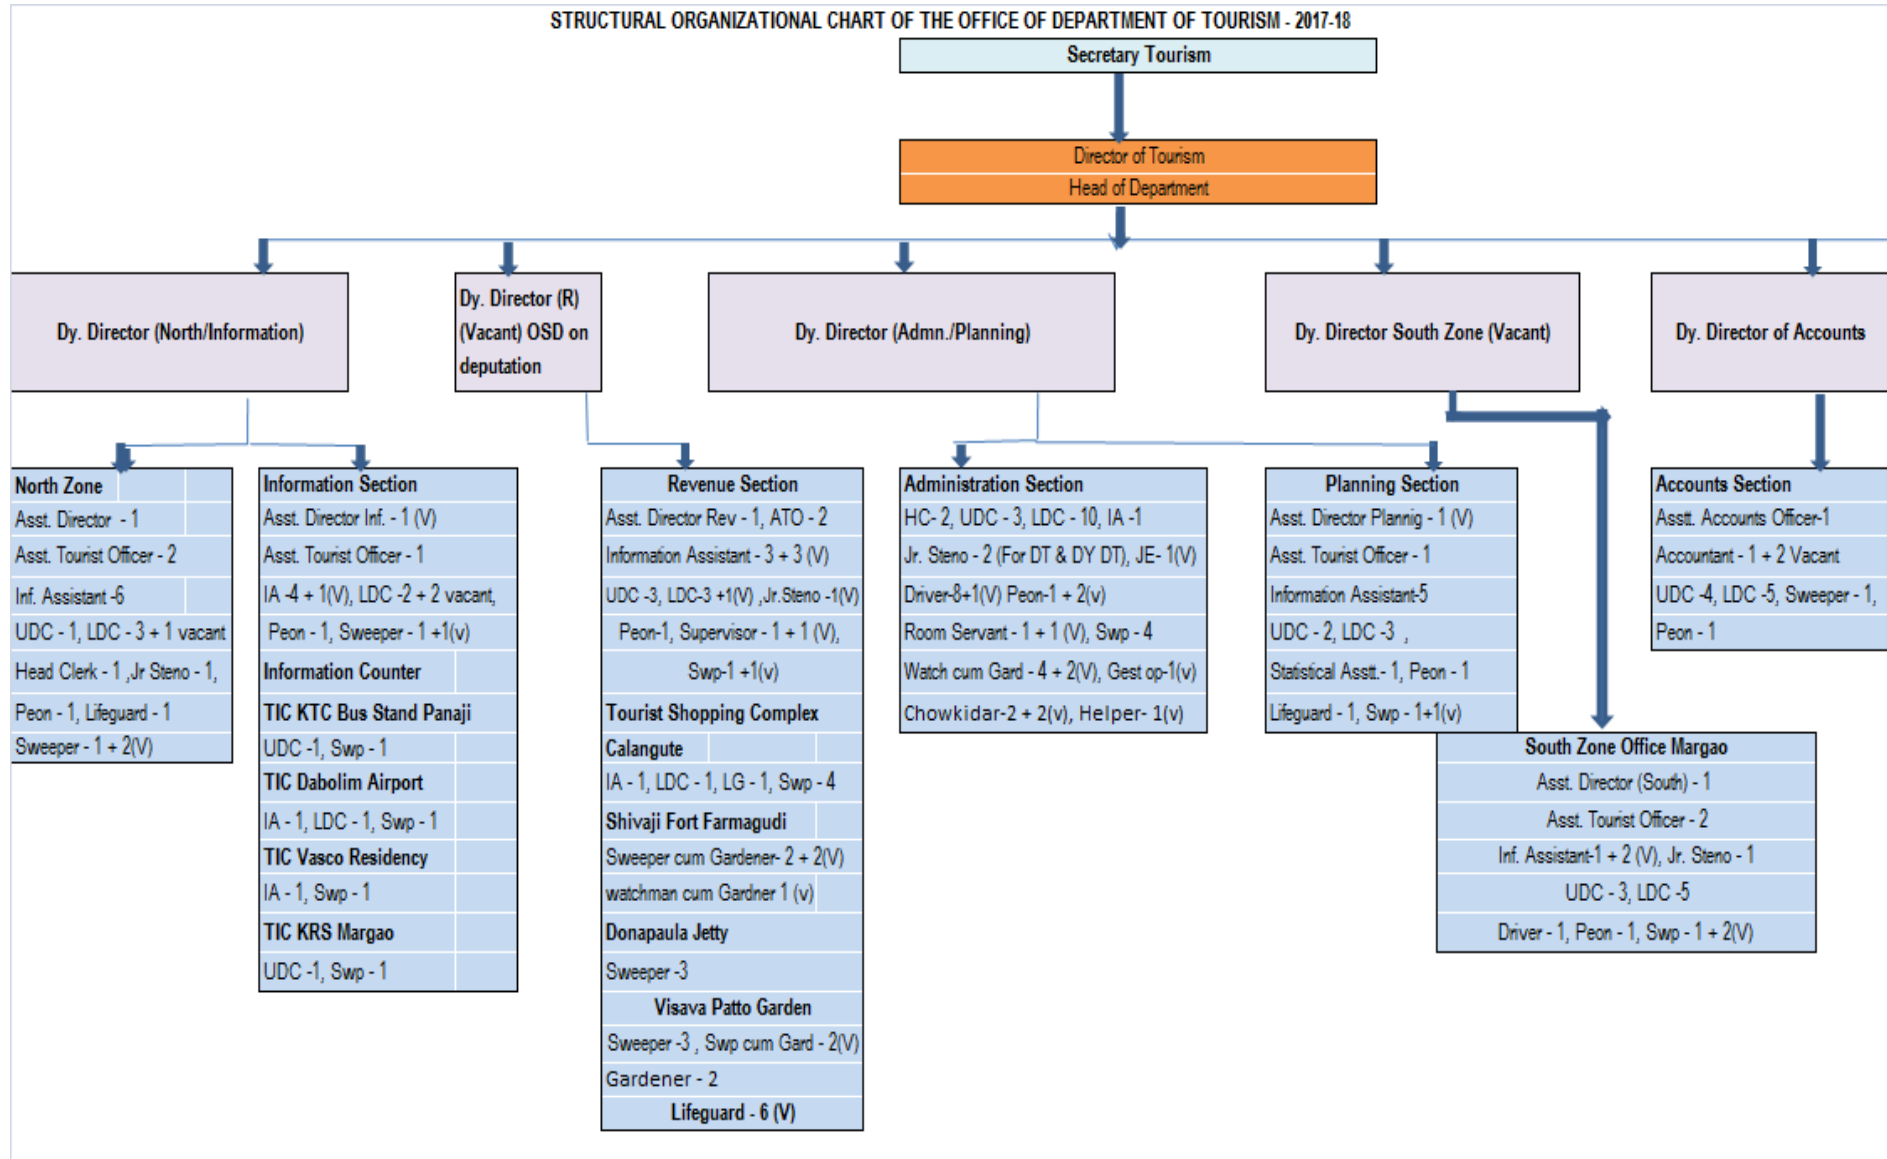 STRUCTURAL ORGANIZATIONAL CHART OF THE OFFICE OF DEPARTMENT OF TOURISM - 2017-18
Secretary Tourism
Director of Tourism
Head of Department
Dy. Director (North/Information)
Dy. Director (R)
(Vacant) OSD on
deputation
Dy. Director (Admn./Planning)
Dy. Director South Zone (Vacant)
Dy. Director of Accounts
North Zone
Asst. Director - 1
Asst. Tourist Officer - 2
Inf. Assistant -6
UDC - 1, LDC - 3 + 1 vacant
Head Clerk - 1 ,Jr Steno - 1,
Peon - 1, Lifeguard - 1
Sweeper - 1 + 2(V)
Information Section
Asst. Director Inf. - 1 (V)
Asst. Tourist Officer - 1
IA -4 + 1(V), LDC -2 + 2 vacant,
Peon - 1, Sweeper - 1 +1(v)
Information Counter
TIC KTC Bus Stand Panaji
UDC -1, Swp - 1
TIC Dabolim Airport
IA - 1, LDC - 1, Swp - 1
TIC Vasco Residency
IA - 1, Swp - 1
TIC KRS Margao
UDC -1, Swp - 1
Revenue Section
Asst. Director Rev - 1, ATO - 2
Information Assistant - 3 + 3 (V)
UDC -3, LDC-3 +1(V) ,Jr.Steno -1(V)
Peon-1, Supervisor - 1 + 1 (V),
Swp-1 +1(v)
Tourist Shopping Complex
Calangute
IA - 1, LDC - 1, LG - 1, Swp - 4
Shivaji Fort Farmagudi
Sweeper cum Gardener- 2 + 2(V)
watchman cum Gardner 1 (v)
Donapaula Jetty
Sweeper -3
Visava Patto Garden
Sweeper -3 , Swp cum Gard - 2(V)
Gardener - 2
Lifeguard - 6 (V)
Administration Section
HC- 2, UDC - 3, LDC - 10, IA -1
Jr. Steno - 2 (For DT & DY DT), JE- 1(V)
Driver-8+1(V) Peon-1 + 2(v)
Room Servant - 1 + 1 (V), Swp - 4
Watch cum Gard - 4 + 2(V), Gest op-1(v)
Chowkidar-2 + 2(v), Helper- 1(v)
Planning Section
Asst. Director Plannig - 1 (V)
Asst. Tourist Officer - 1
Information Assistant-5
UDC - 2, LDC -3 ,
Statistical Asstt.- 1, Peon - 1
Lifeguard - 1, Swp - 1+1(v)
South Zone Office Margao
Asst. Director (South) - 1
Asst. Tourist Officer - 2
Inf. Assistant-1 + 2 (V), Jr. Steno - 1
UDC - 3, LDC -5
Driver - 1, Peon - 1, Swp - 1 + 2(V)
Accounts Section
Asstt. Accounts Officer-1
Accountant - 1 + 2 Vacant
UDC -4, LDC -5, Sweeper - 1,
Peon - 1